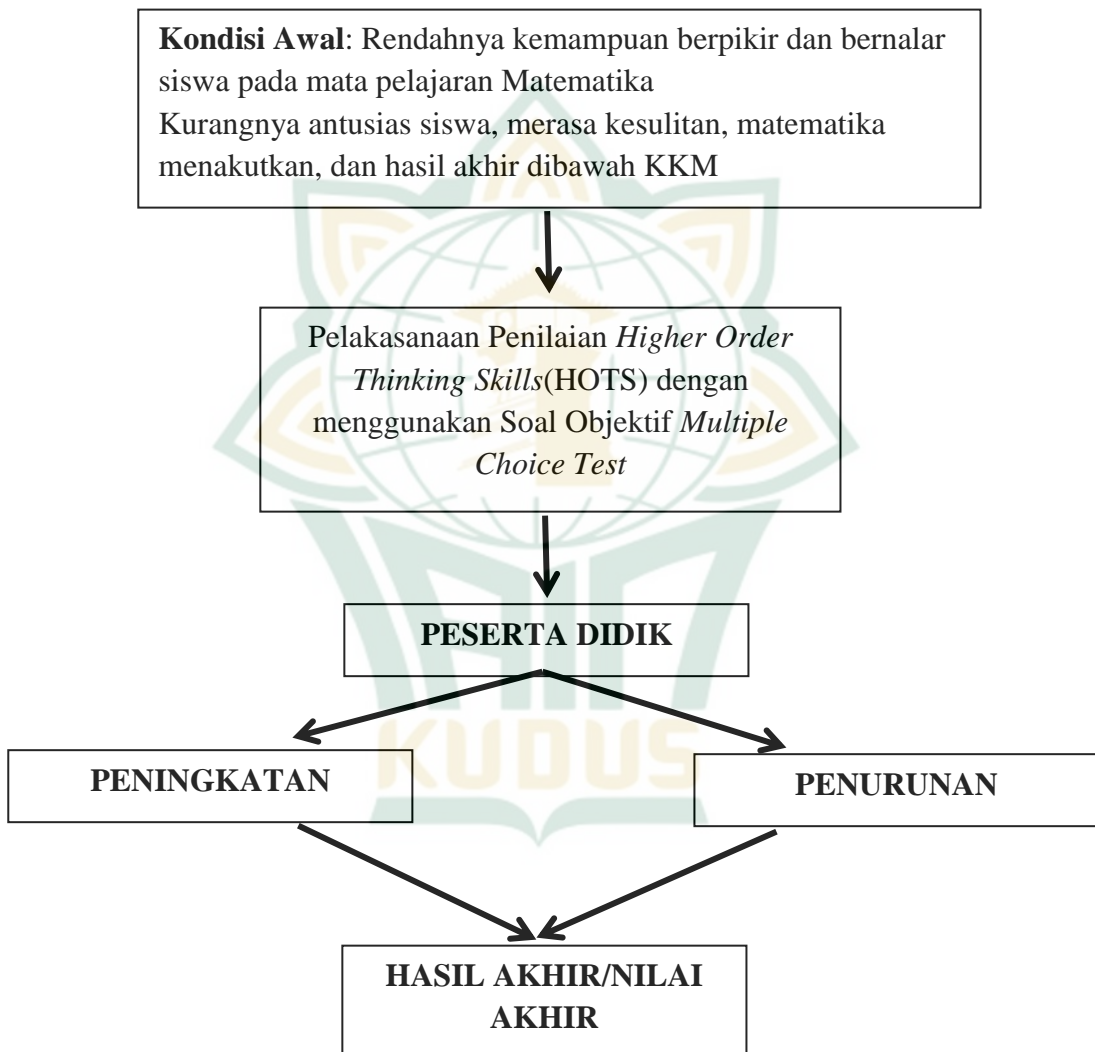 Kondisi Awal: Rendahnya kemampuan berpikir dan bernalar
siswa pada mata pelajaran Matematika
Kurangnya antusias siswa, merasa kesulitan, matematika
menakutkan, dan hasil akhir dibawah KKM
Pelakasanaan Penilaian Higher Order
Thinking Skills(HOTS) dengan
menggunakan Soal Objektif Multiple
Choice Test
PESERTA DIDIK
PENINGKATAN
PENURUNAN
HASIL AKHIR/NILAI
AKHIR
IAIN
KUDUS